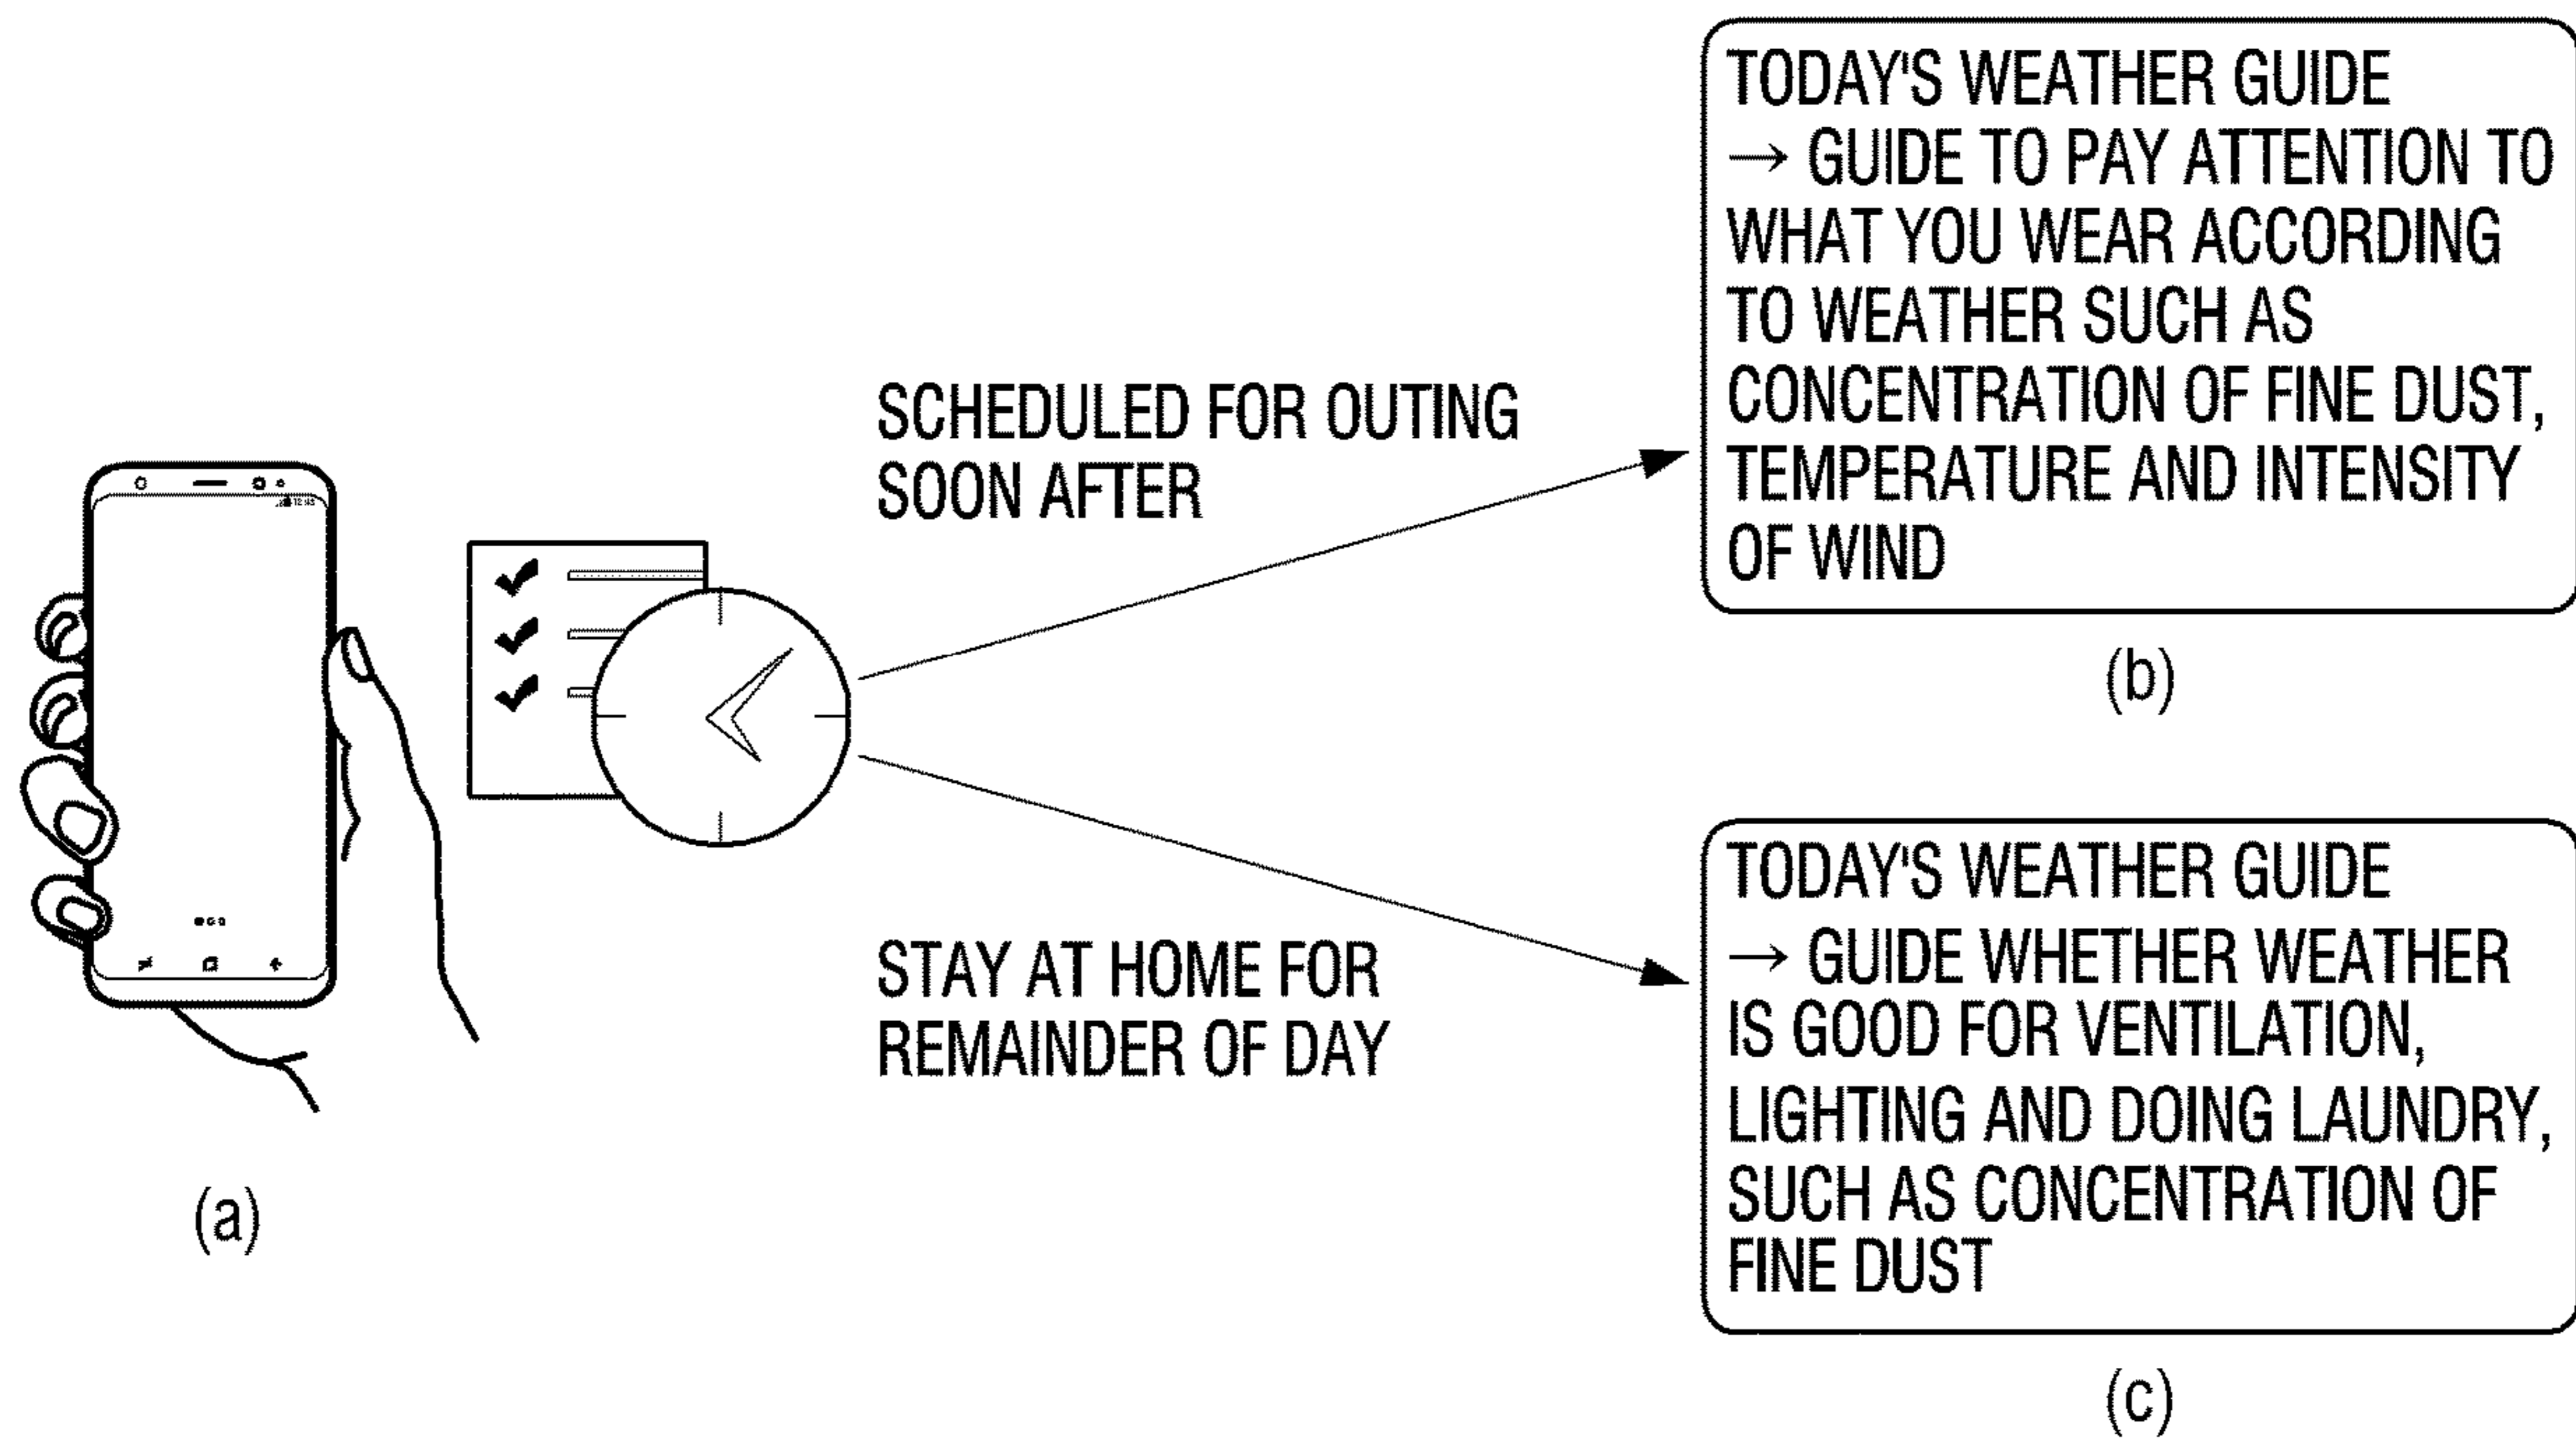 SCHEDULED FOR OUTING
SOON AFTER
STAY AT HOME FOR
REMAINDER OF DAY
(a)
TODAY'S WEATHER GUIDE
→ GUIDE TO PAY ATTENTION TO
WHAT YOU WEAR ACCORDING
TO WEATHER SUCH AS
CONCENTRATION OF FINE DUST,
TEMPERATURE AND INTENSITY
OF WIND
(b)
TODAY'S WEATHER GUIDE
→ GUIDE WHETHER WEATHER
IS GOOD FOR VENTILATION,
LIGHTING AND DOING LAUNDRY,
SUCH AS CONCENTRATION OF
FINE DUST
(c)